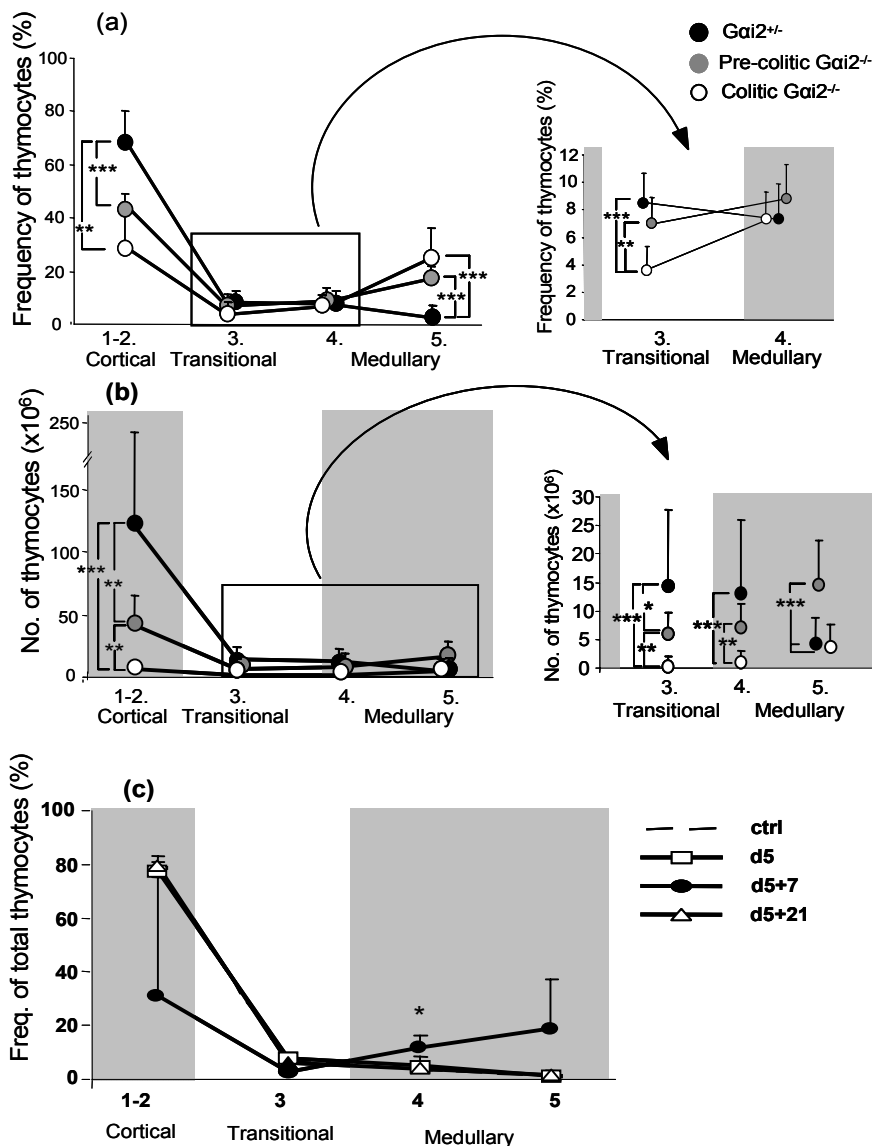 (a)
Gαi2+/-
Pre-colitic Gαi2-/-
Colitic Gαi2-/-
Frequency of thymocytes (%)
100
80
60
40
20
0
***
**
***
***
1-2.
3.
4.
5.
Cortical
Transitional
Medullary
Frequency of thymocytes (%)
12
10
8
6
4
2
0
***
**
3.
4.
Transitional
Medullary
(b)
No. of thymocytes (x10⁶)
250
150
100
50
0
***
**
**
1-2.
3.
4.
5.
Cortical
Transitional
Medullary
No. of thymocytes (x10⁶)
30
25
20
15
10
5
0
***
*
**
***
**
***
3.
4.
5.
Transitional
Medullary
(c)
Freq. of total thymocytes (%)
100
80
60
40
20
0
*
1-2
3
4
5
Cortical
Transitional
Medullary
ctrl
d5
d5+7
d5+21